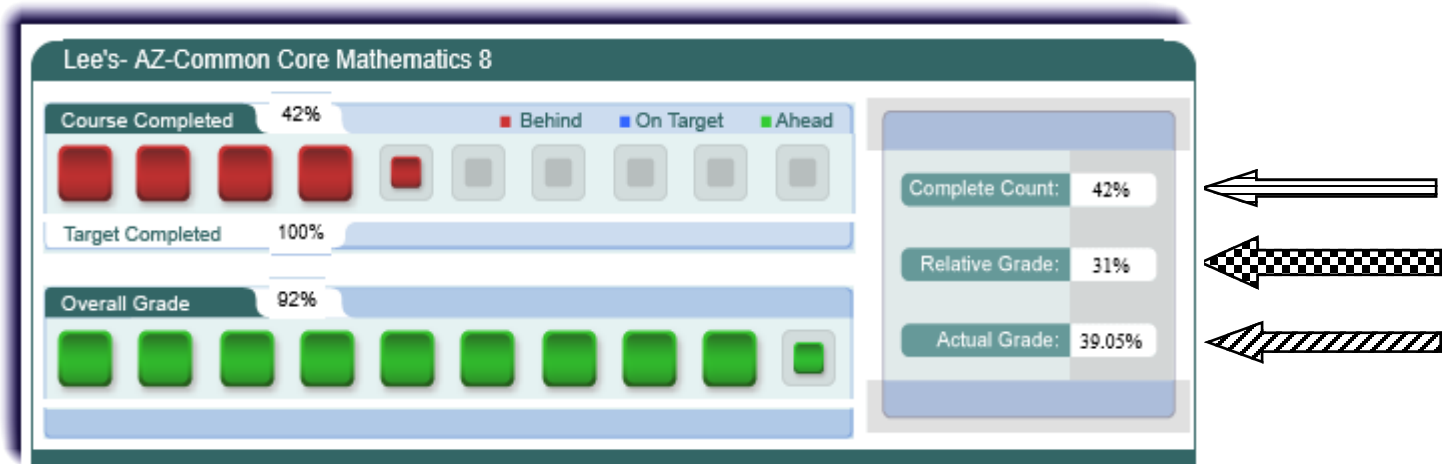 Lee's- AZ-Common Core Mathematics 8
Course Completed 42% Behind On Target Ahead
Target Completed 100%
Overall Grade 92%
Complete Count: 42%
Relative Grade: 31%
Actual Grade: 39.05%